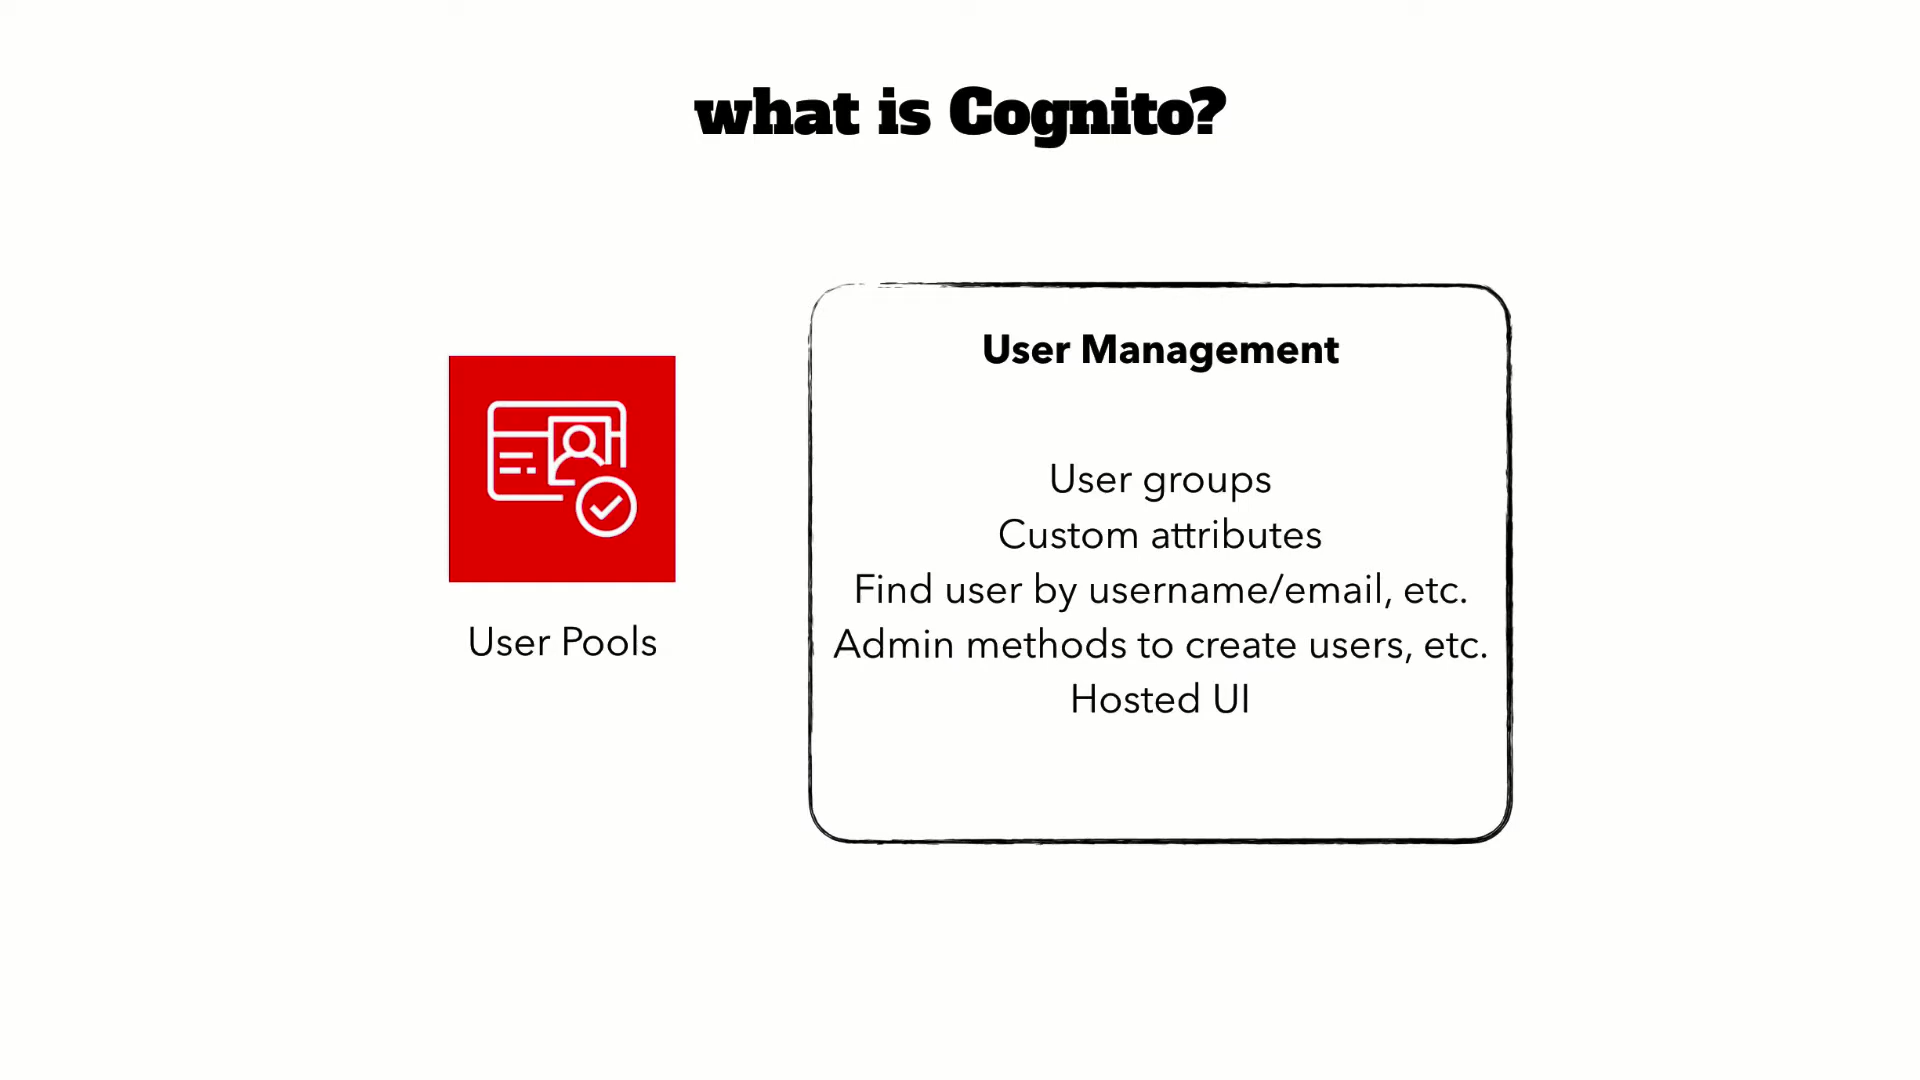 what is Cognito?
User Management
User groups
Custom attributes
Find user by username/email, etc.
Admin methods to create users, etc.
Hosted UI
User Pools